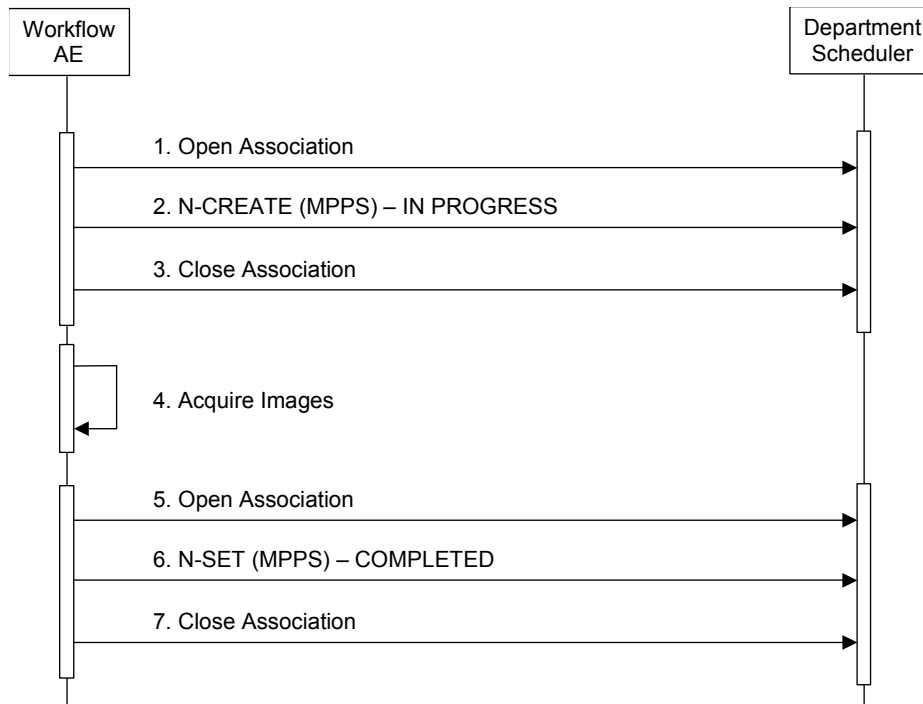 Workflow
AE
Department
Scheduler
1. Open Association
2. N-CREATE (MPPS) – IN PROGRESS
3. Close Association
4. Acquire Images
5. Open Association
6. N-SET (MPPS) – COMPLETED
7. Close Association